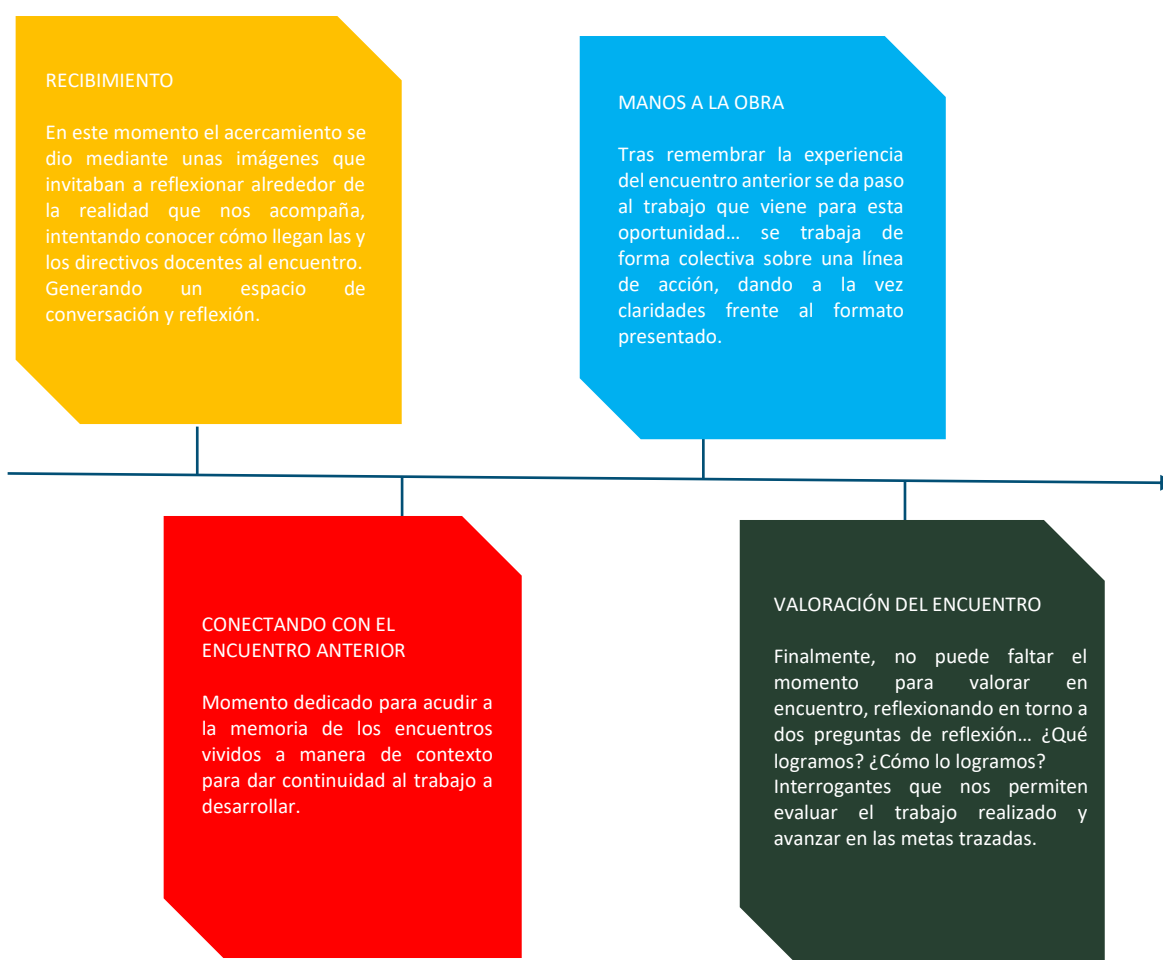 RECIBIMIENTO
En este momento el acercamiento se
dio mediante unas imágenes que
invitaban a reflexionar alrededor de
la realidad que nos acompaña,
intentando conocer cómo llegan las y
los directivos docentes al encuentro.
Generando un espacio de
conversación y reflexión.
CONECTANDO CON EL
ENCUENTRO ANTERIOR
Momento dedicado para acudir a
la memoria de los encuentros
vividos a manera de contexto
para dar continuidad al trabajo a
desarrollar.
MANOS A LA OBRA
Tras remembrar la experiencia
del encuentro anterior se da paso
al trabajo que viene para esta
oportunidad… se trabaja de
forma colectiva sobre una línea
de acción, dando a la vez
claridades frente al formato
presentado.
VALORACIÓN DEL ENCUENTRO
Finalmente, no puede faltar el
momento para valorar en
encuentro, reflexionando en torno a
dos preguntas de reflexión… ¿Qué
logramos? ¿Cómo lo logramos?
Interrogantes que nos permiten
evaluar el trabajo realizado y
avanzar en las metas trazadas.